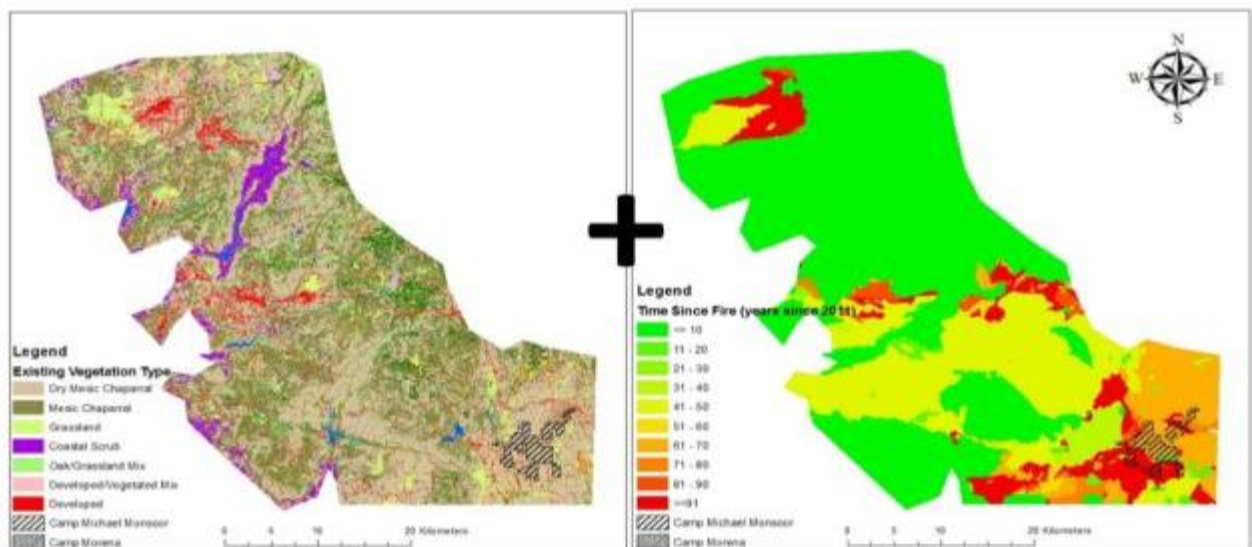 Legend
Existing Vegetation Type
Dry Mesic Chaparral
Mesic Chaparral
Grassland
Coastal Scrub
Oak/Grassland Mix
Developed/Vegetated Mix
Developed
Camp Michael Monsoor
Camp Morena
0 5 10 20 Kilometers
N
W E
S
Legend
Time Since Fire (years since 2011)
<= 10
11 - 20
21 - 30
31 - 40
41 - 50
51 - 60
61 - 70
71 - 80
81 - 90
>=91
Camp Michael Monsoor
Camp Morena
0 5 10 20 Kilometers